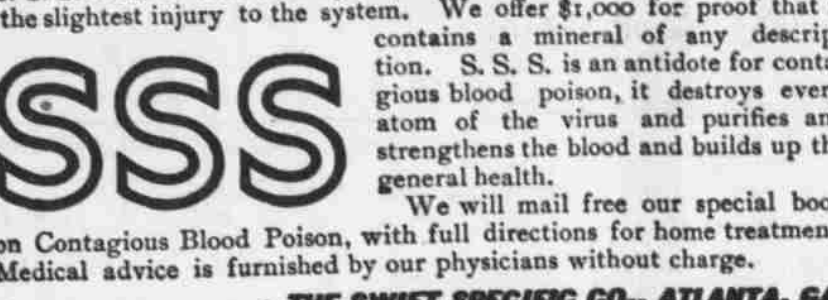 the slightest injury to the system. We offer $1,000 for proof that
contains a mineral of any descrip
tion. S. S. S. is an antidote for conta
gious blood poison, it destroys ever
atom of the virus and purifies an
strengthens the blood and builds up th
general health.
SSS
We will mail free our special boo
on Contagious Blood Poison, with full directions for home treatmen
Medical advice is furnished by our physicians without charge.
THE SWIFT SPECIFIC CO., ATLANTA, GA